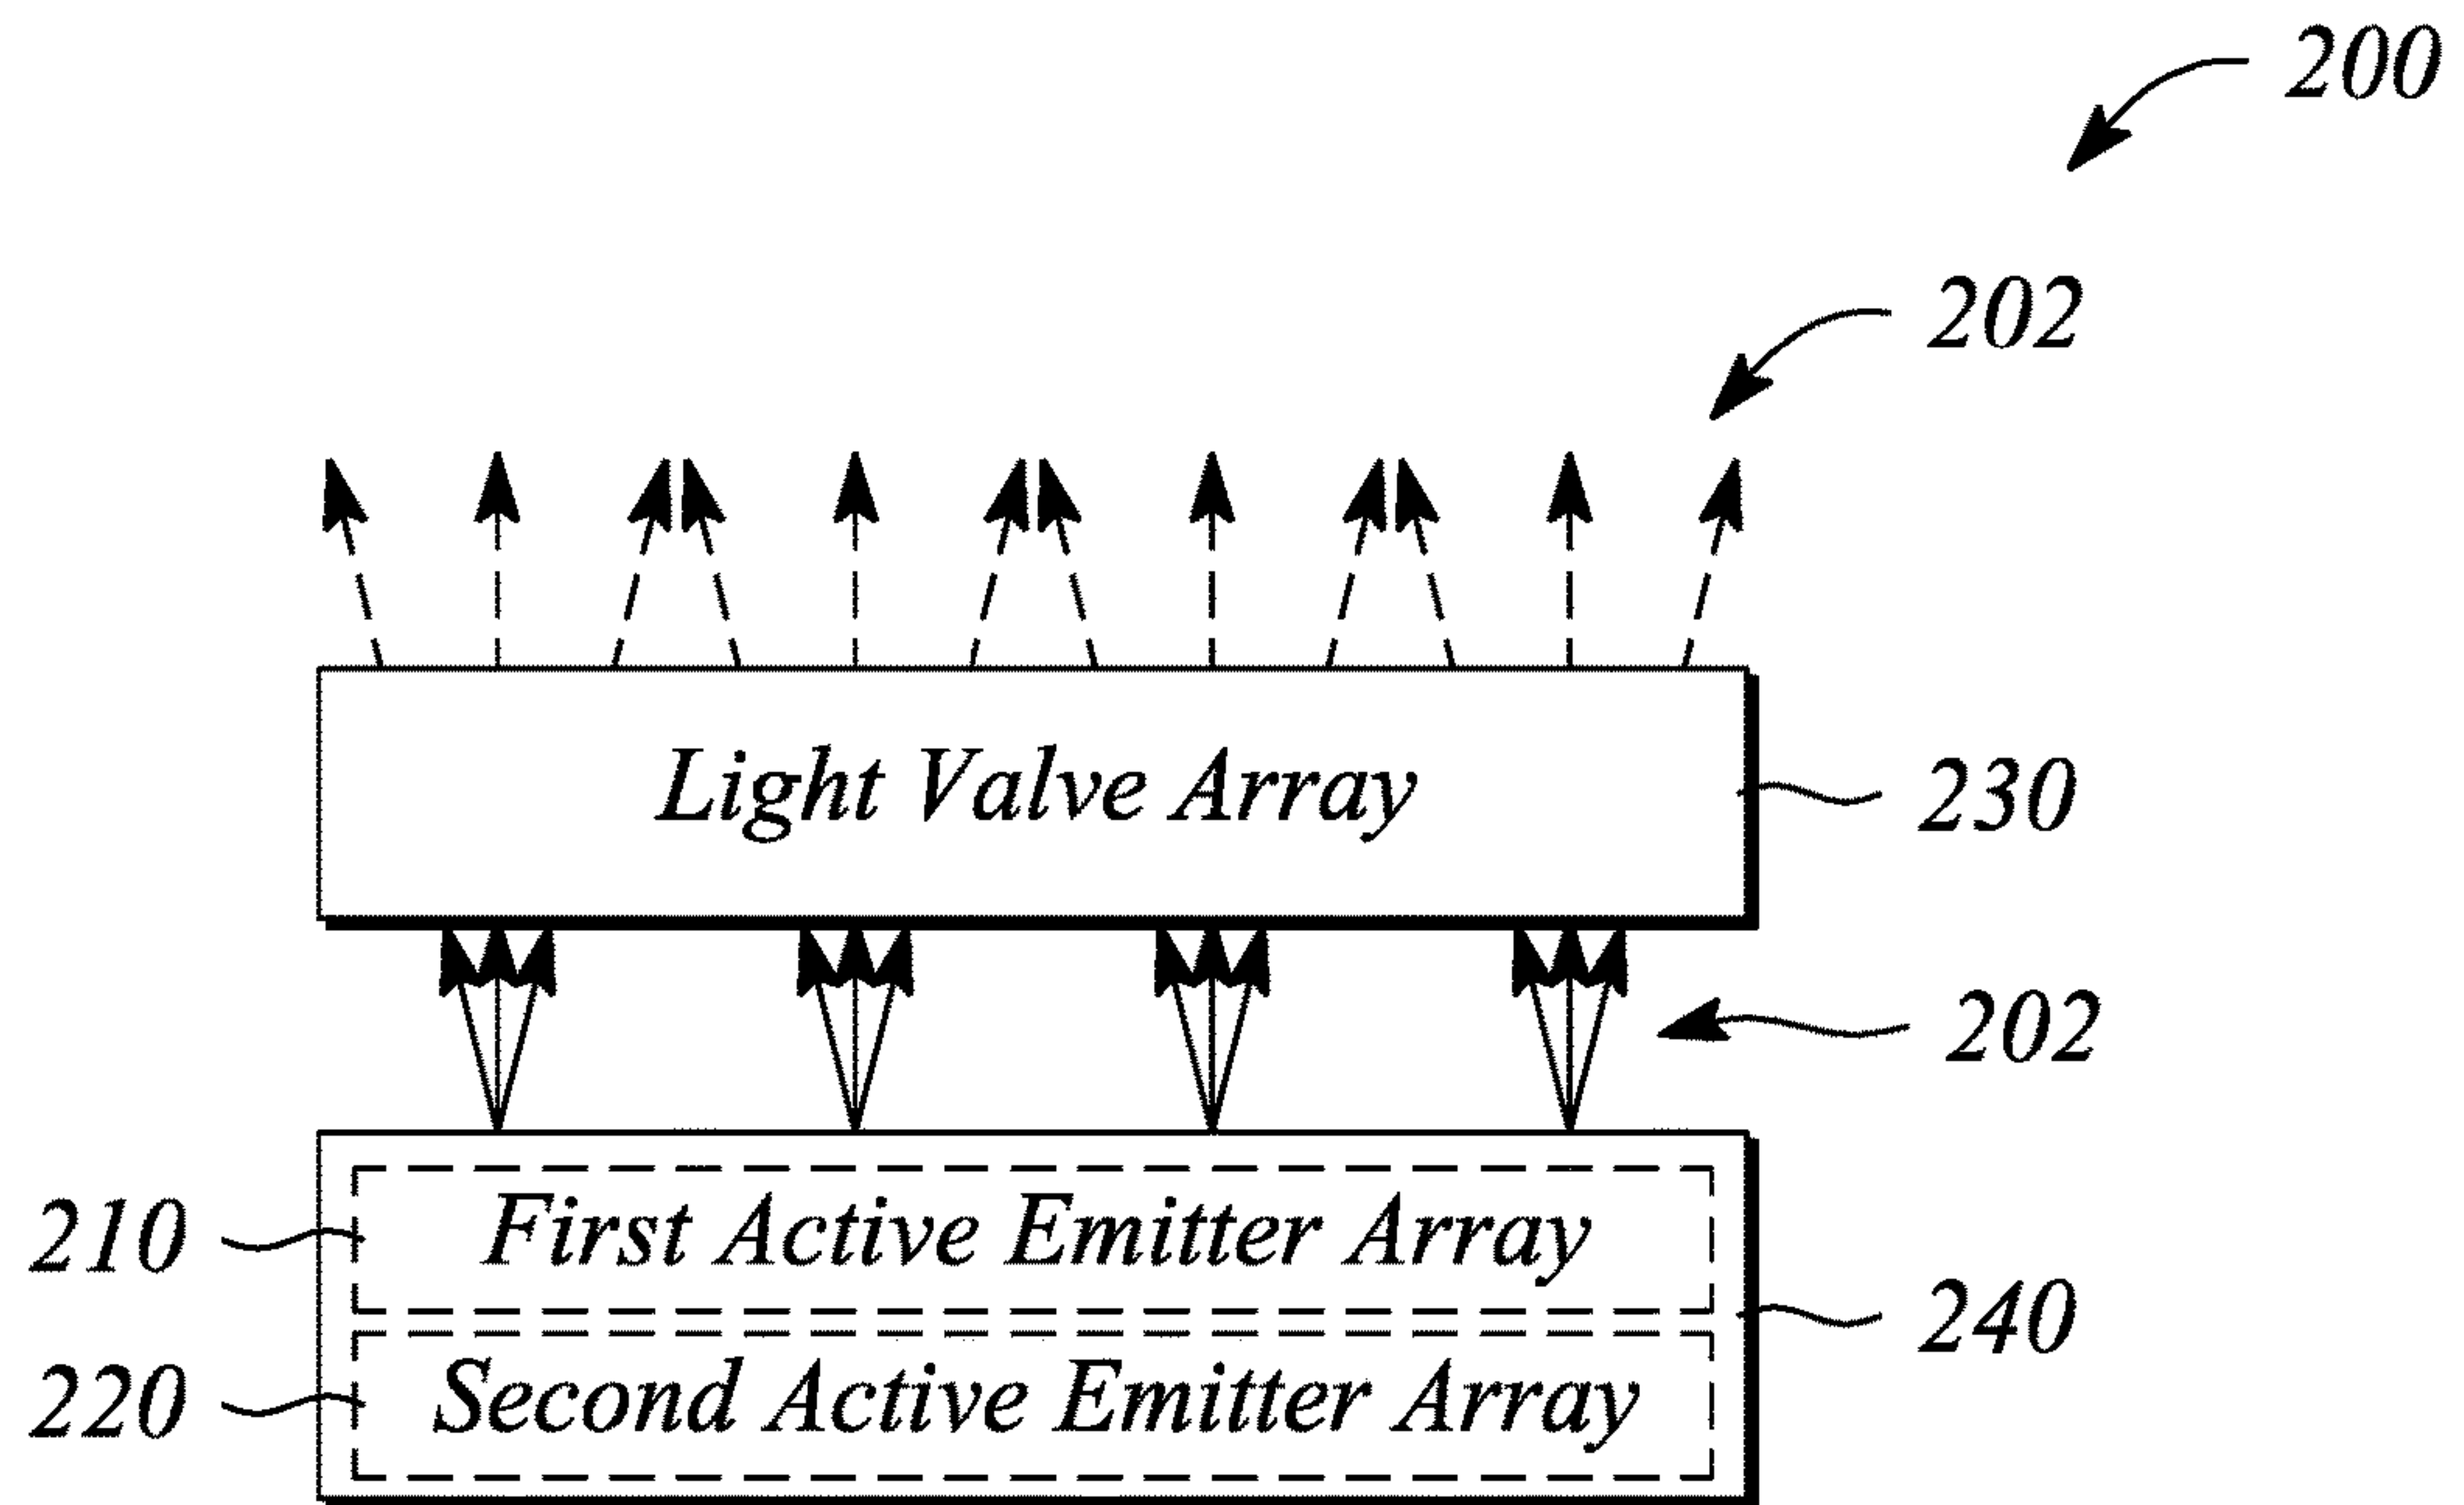 200
202
Light Valve Array
230
202
210
First Active Emitter Array
240
220
Second Active Emitter Array